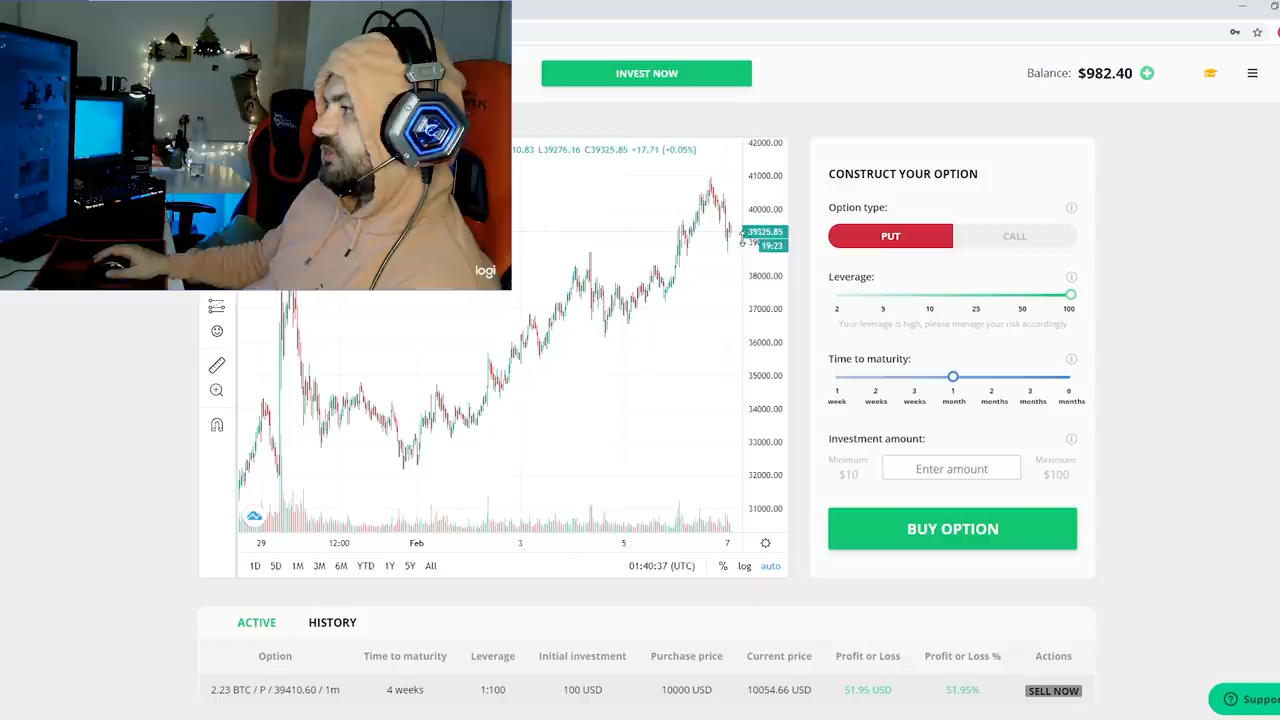 INVEST NOW
Balance: $982.40
10.83 L39276.16 C39325.85 +17.71 (+0.05%)
42000.00
41000.00
40000.00
39325.85
19:23
38000.00
37000.00
36000.00
35000.00
34000.00
33000.00
32000.00
31000.00
29 12:00 Feb 3 5 7
1D 5D 1M 3M 6M YTD 1Y 5Y All 01:40:37 (UTC) % log auto
logi
CONSTRUCT YOUR OPTION
Option type:
PUT CALL
Leverage:
2 5 10 25 50 100
Your leverage is high, please manage your risk accordingly
Time to maturity:
1 2 3 1 2 3 6
week weeks weeks month months months months
Investment amount:
Minimum: Maximum:
$10 Enter amount $100
BUY OPTION
ACTIVE HISTORY
Option Time to maturity Leverage Initial investment Purchase price Current price Profit or Loss Profit or Loss % Actions
2.23 BTC / P / 39410.60 / 1m 4 weeks 1:100 100 USD 10000 USD 10054.66 USD 51.95 USD 51.95% SELL NOW